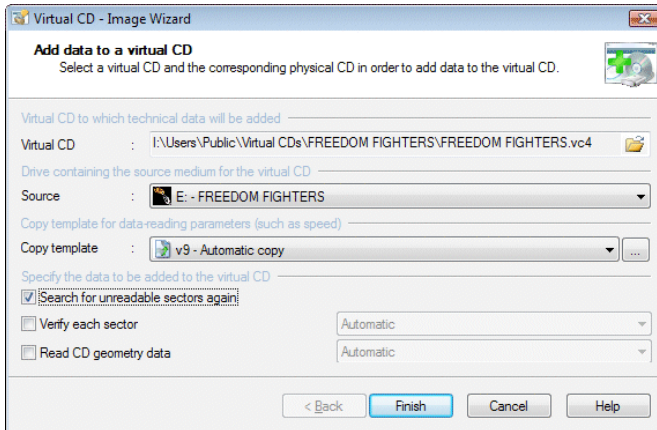 Virtual CD - Image Wizard
Add data to a virtual CD
Select a virtual CD and the corresponding physical CD in order to add data to the virtual CD.
Virtual CD to which technical data will be added
Virtual CD : I:\Users\Public\Virtual CDs\FREEDOM FIGHTERS\FREEDOM FIGHTERS.vc4
Drive containing the source medium for the virtual CD
Source : E: - FREEDOM FIGHTERS
Copy template for data-reading parameters (such as speed)
Copy template : v9 - Automatic copy ...
Specify the data to be added to the virtual CD
Search for unreadable sectors again
Verify each sector Automatic
Read CD geometry data Automatic
< Back Finish Cancel Help